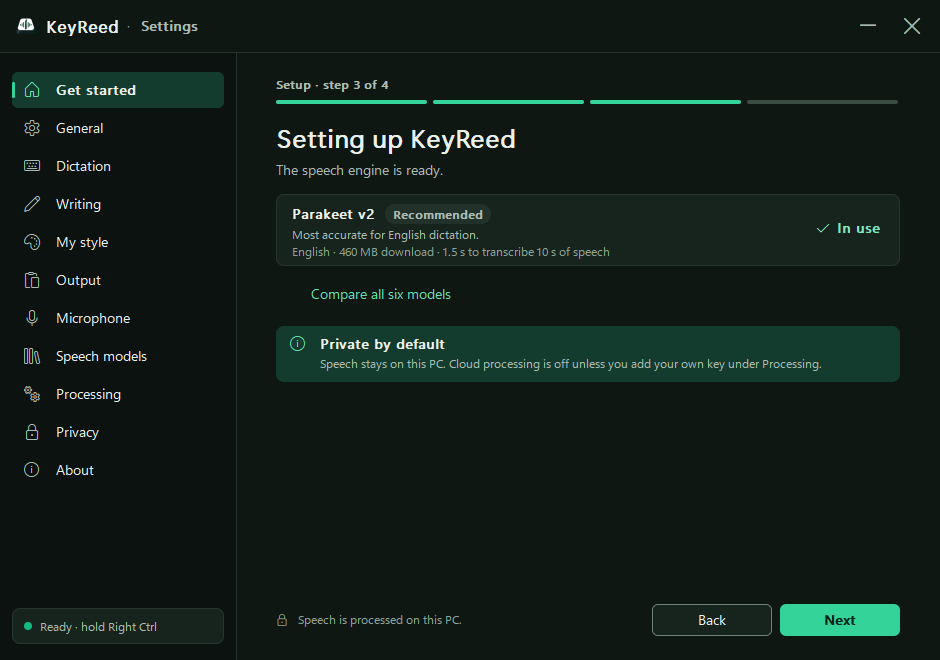 KeyReed · Settings
Get started
General
Dictation
Writing
My style
Output
Microphone
Speech models
Processing
Privacy
About
Ready · hold Right Ctrl
Setup · step 3 of 4
Setting up KeyReed
The speech engine is ready.
Parakeet v2 Recommended
Most accurate for English dictation.
English · 460 MB download · 1.5 s to transcribe 10 s of speech
In use
Compare all six models
Private by default
Speech stays on this PC. Cloud processing is off unless you add your own key under Processing.
Speech is processed on this PC.
Back
Next